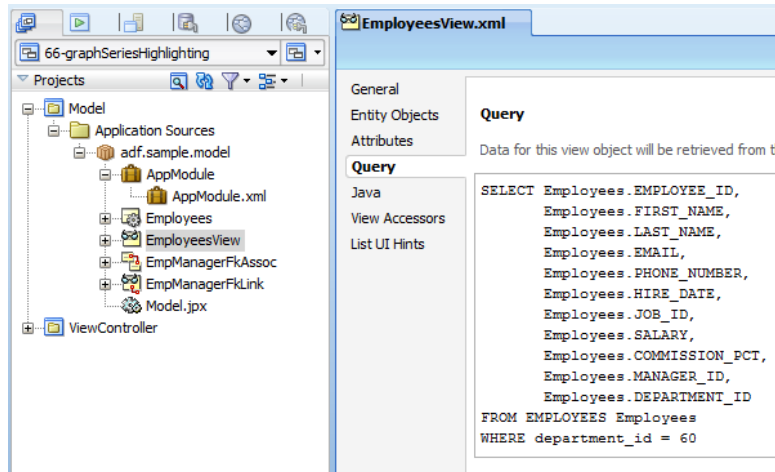 EmployeesView.xml
66-graphSeriesHighlighting
Projects
Model
Application Sources
adf.sample.model
AppModule
AppModule.xml
Employees
EmployeesView
EmpManagerFkAssoc
EmpManagerFkLink
Model.jpx
ViewController
General
Entity Objects
Attributes
Query
Java
View Accessors
List UI Hints
Query
Data for this view object will be retrieved from t
SELECT Employees.EMPLOYEE_ID,
Employees.FIRST_NAME,
Employees.LAST_NAME,
Employees.EMAIL,
Employees.PHONE_NUMBER,
Employees.HIRE_DATE,
Employees.JOB_ID,
Employees.SALARY,
Employees.COMMISSION_PCT,
Employees.MANAGER_ID,
Employees.DEPARTMENT_ID
FROM EMPLOYEES Employees
WHERE department_id = 60